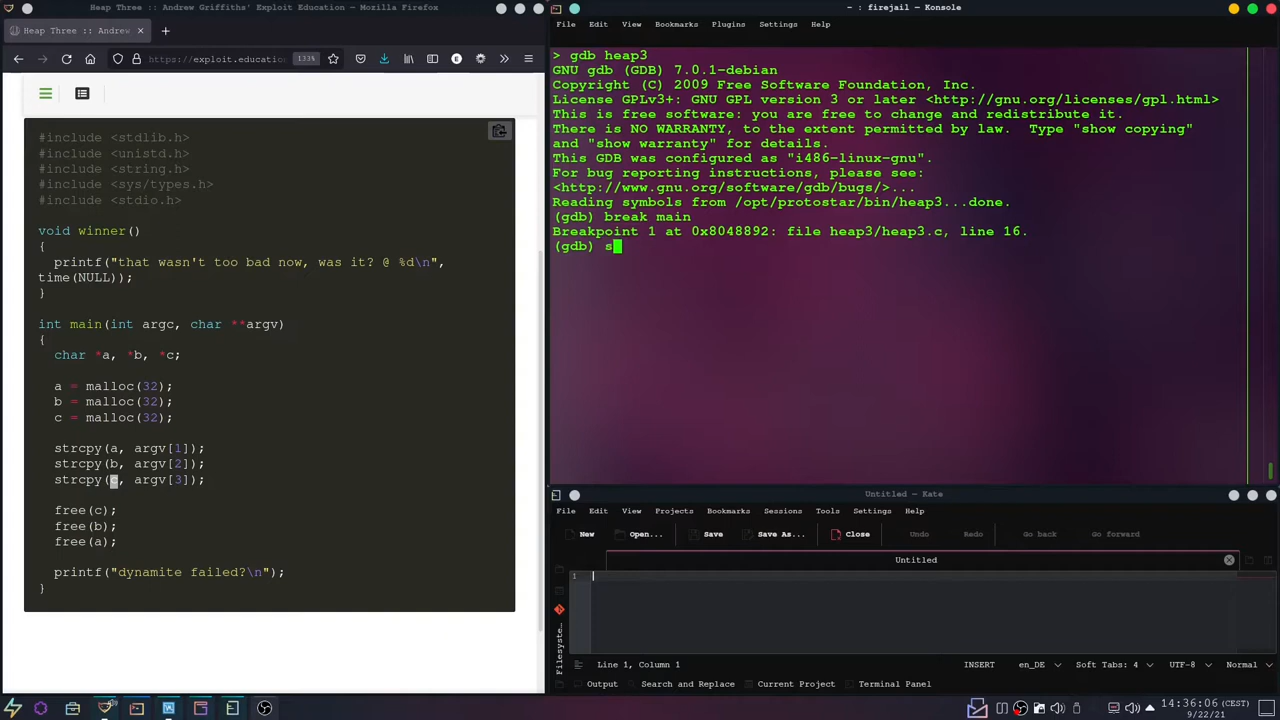 Heap Three :: Andrew Griffiths' Exploit Education — Mozilla Firefox
Heap Three :: Andrew
https://exploit.educatio
133%
#include <stdlib.h>
#include <unistd.h>
#include <string.h>
#include <sys/types.h>
#include <stdio.h>
void winner()
{
printf("that wasn't too bad now, was it? @ %d\n",
time(NULL));
}
int main(int argc, char **argv)
{
char *a, *b, *c;
a = malloc(32);
b = malloc(32);
c = malloc(32);
strcpy(a, argv[1]);
strcpy(b, argv[2]);
strcpy(c, argv[3]);
free(c);
free(b);
free(a);
printf("dynamite failed?\n");
}
~ : firejail — Konsole
File Edit View Bookmarks Plugins Settings Help
> gdb heap3
GNU gdb (GDB) 7.0.1-debian
Copyright (C) 2009 Free Software Foundation, Inc.
License GPLv3+: GNU GPL version 3 or later <http://gnu.org/licenses/gpl.html>
This is free software: you are free to change and redistribute it.
There is NO WARRANTY, to the extent permitted by law.  Type "show copying"
and "show warranty" for details.
This GDB was configured as "i486-linux-gnu".
For bug reporting instructions, please see:
<http://www.gnu.org/software/gdb/bugs/>...
Reading symbols from /opt/protostar/bin/heap3...done.
(gdb) break main
Breakpoint 1 at 0x8048892: file heap3/heap3.c, line 16.
(gdb) s
Untitled — Kate
File Edit View Projects Bookmarks Sessions Tools Settings Help
New Open... Save Save As... Close Undo Redo Go back Go forward
Untitled
1
Filesyste...
Line 1, Column 1 INSERT en_DE Soft Tabs: 4 UTF-8 Normal
Output Search and Replace Current Project Terminal Panel
14:36:06 (CEST)
9/22/21